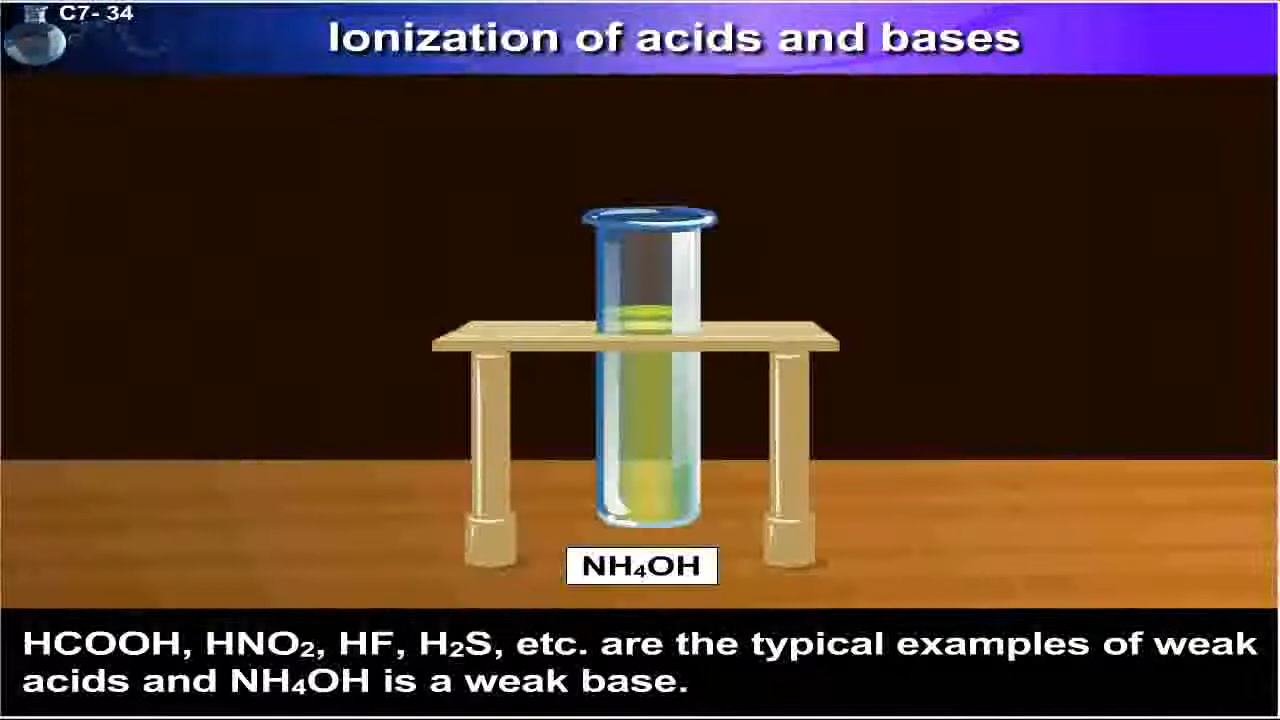 C7- 34
Ionization of acids and bases
NH₄OH
HCOOH, HNO₂, HF, H₂S, etc. are the typical examples of weak
acids and NH₄OH is a weak base.